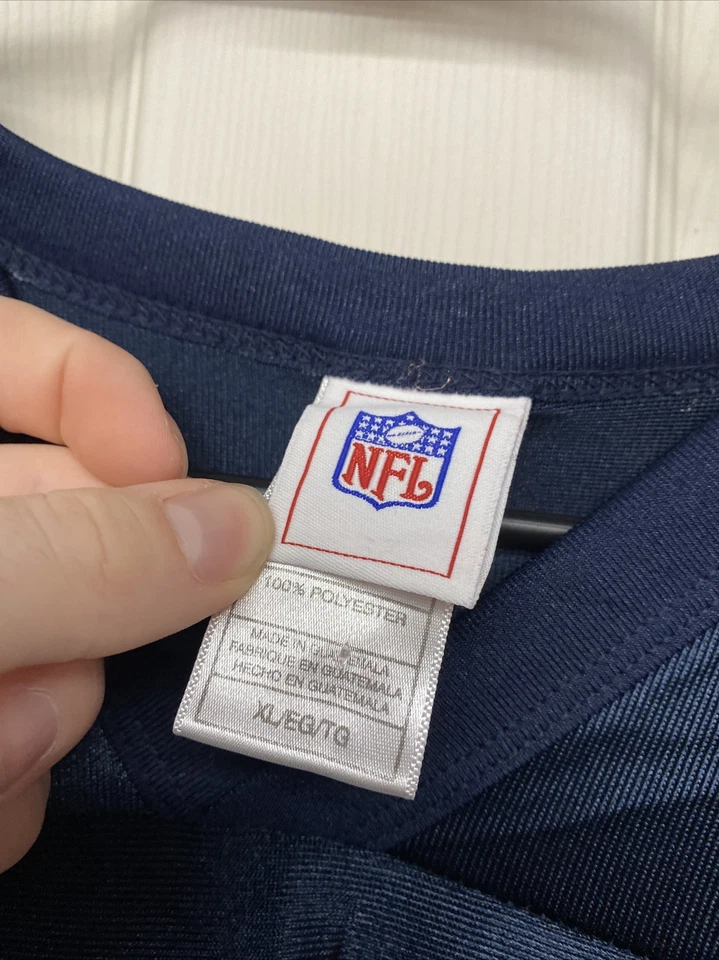 NFL
100% POLYESTER
MADE IN GUATEMALA
FABRIQUE EN GUATEMALA
HECHO EN GUATEMALA
XL/EG/TG